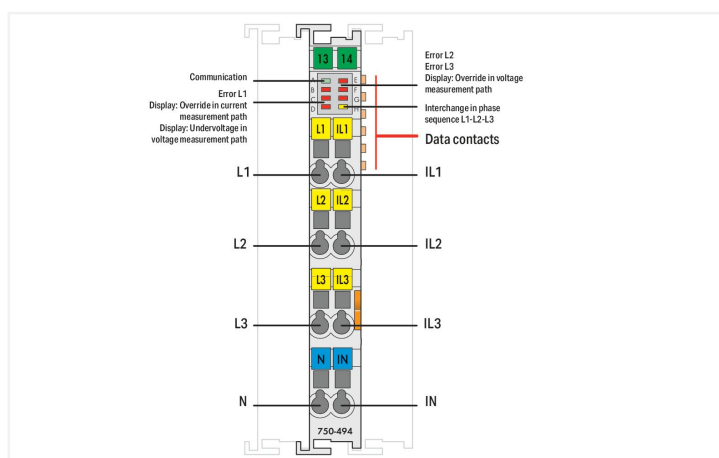 13 14
Communication
Error L1
Display: Override in current
measurement path
Display: Undervoltage in
voltage measurement path
Error L2
Error L3
Display: Override in voltage
measurement path
Interchange in phase
sequence L1-L2-L3
Data contacts
A E
B F
C G
D H
L1 IL1
L1 IL1
L2 IL2
L2 IL2
L3 IL3
L3 IL3
N IN
N IN
750-494